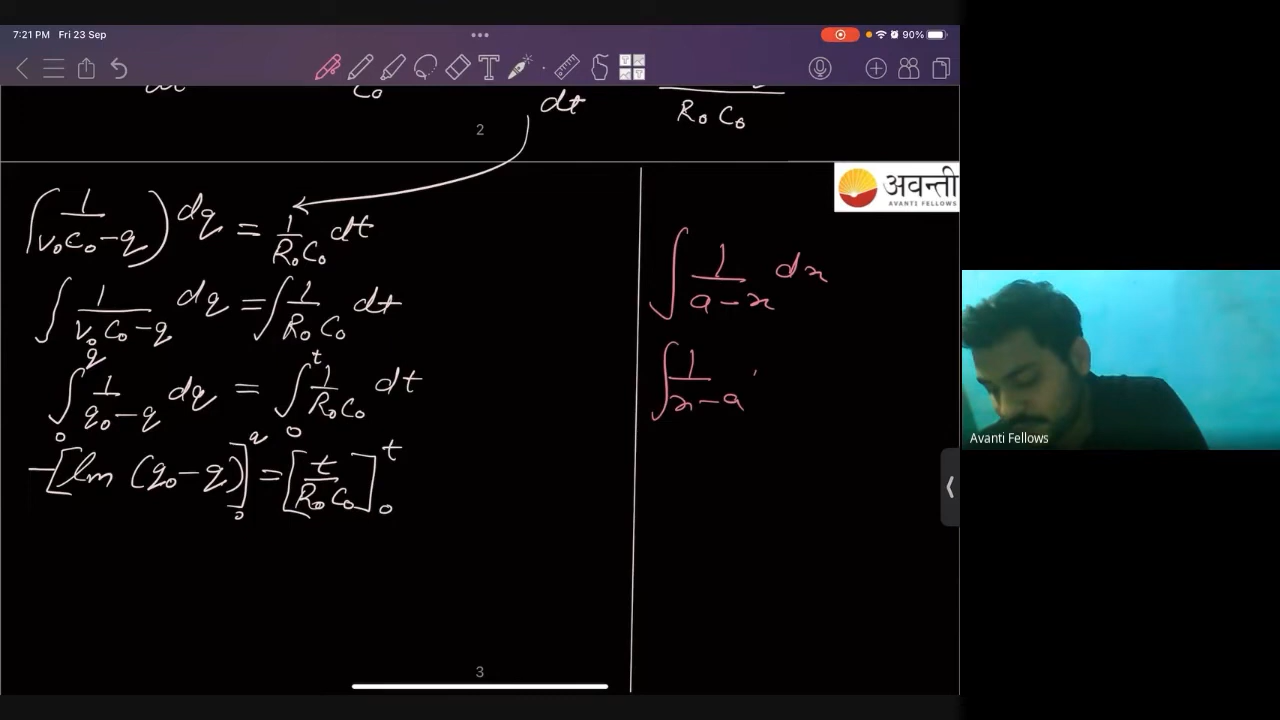 7:21 PM Fri 23 Sep
90%
T
dt
R₀ C₀
C₀
2
अवन्ती
AVANTI FELLOWS
(1/(V₀C₀-q)) dq = 1/(R₀C₀) dt
∫ 1/(V₀C₀-q) dq = ∫ 1/(R₀C₀) dt
∫₀^q 1/(q₀-q) dq = ∫₀^t 1/(R₀C₀) dt
-[ln (q₀-q)]₀^q = [t/(R₀C₀)]₀^t
∫ 1/(a-x) dx
∫ 1/(x-a)
Avanti Fellows
3